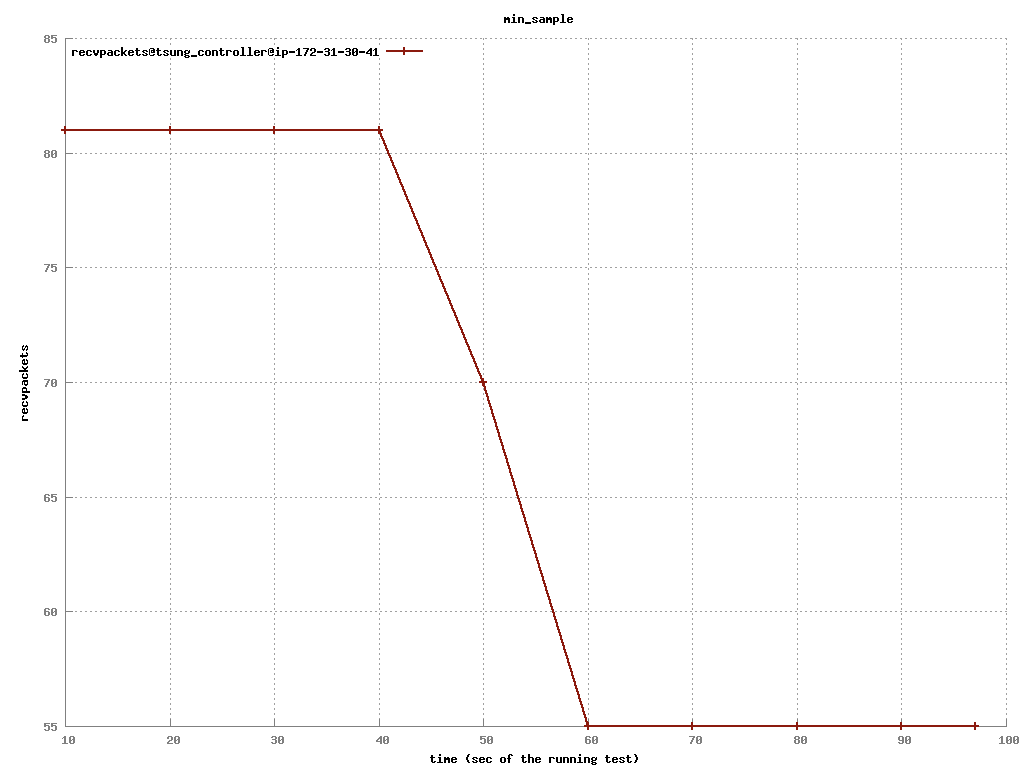 min_sample
85
recvpackets@tsung_controller@ip-172-31-30-41
80
75
70
recvpackets
65
60
55
10 20 30 40 50 60 70 80 90 100
time (sec of the running test)